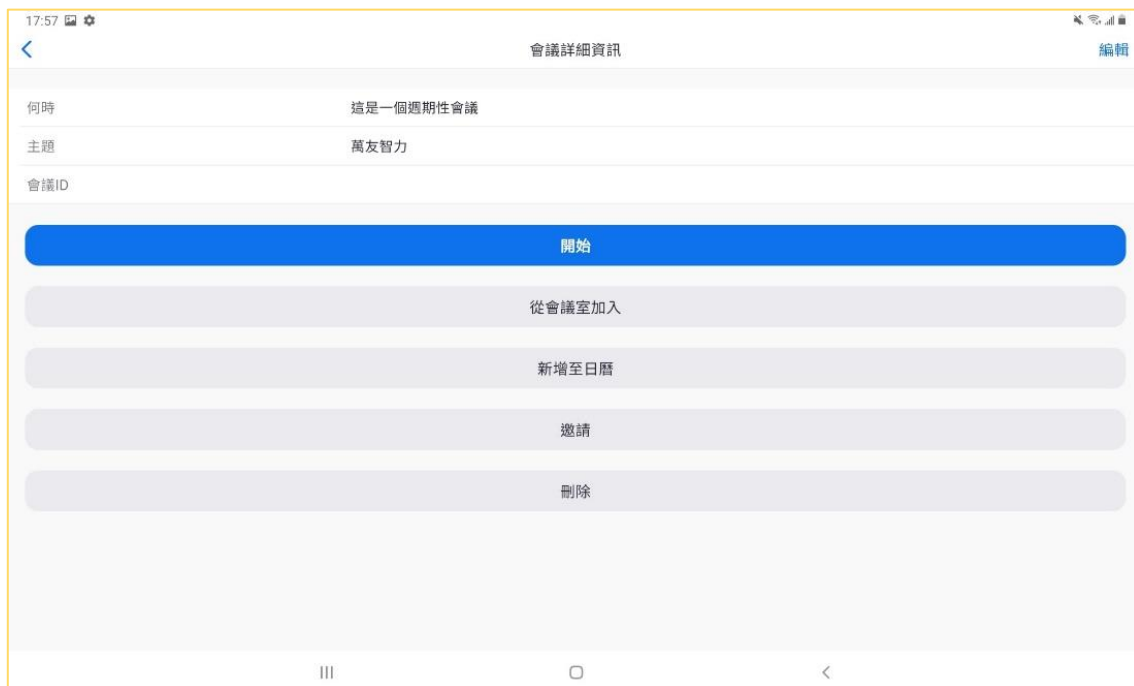 17:57
會議詳細資訊
編輯
何時 這是一個週期性會議
主題 萬友智力
會議ID
開始
從會議室加入
新增至日曆
邀請
刪除